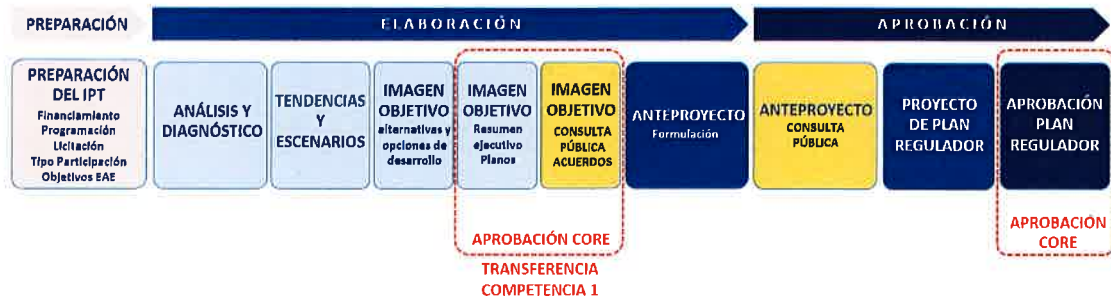 PREPARACIÓN
ELABORACIÓN
APROBACIÓN
PREPARACIÓN
DEL IPT
Financiamiento
Programación
Licitación
Tipo Participación
Objetivos EAE
ANÁLISIS Y
DIAGNÓSTICO
TENDENCIAS
Y
ESCENARIOS
IMAGEN
OBJETIVO
alternativas y
opciones de
desarrollo
IMAGEN
OBJETIVO
Resumen
ejecutivo
Planos
IMAGEN
OBJETIVO
CONSULTA
PÚBLICA
ACUERDOS
ANTEPROYECTO
Formulación
ANTEPROYECTO
CONSULTA
PÚBLICA
PROYECTO
DE PLAN
REGULADOR
APROBACIÓN
PLAN
REGULADOR
APROBACIÓN CORE
TRANSFERENCIA
COMPETENCIA 1
APROBACIÓN
CORE